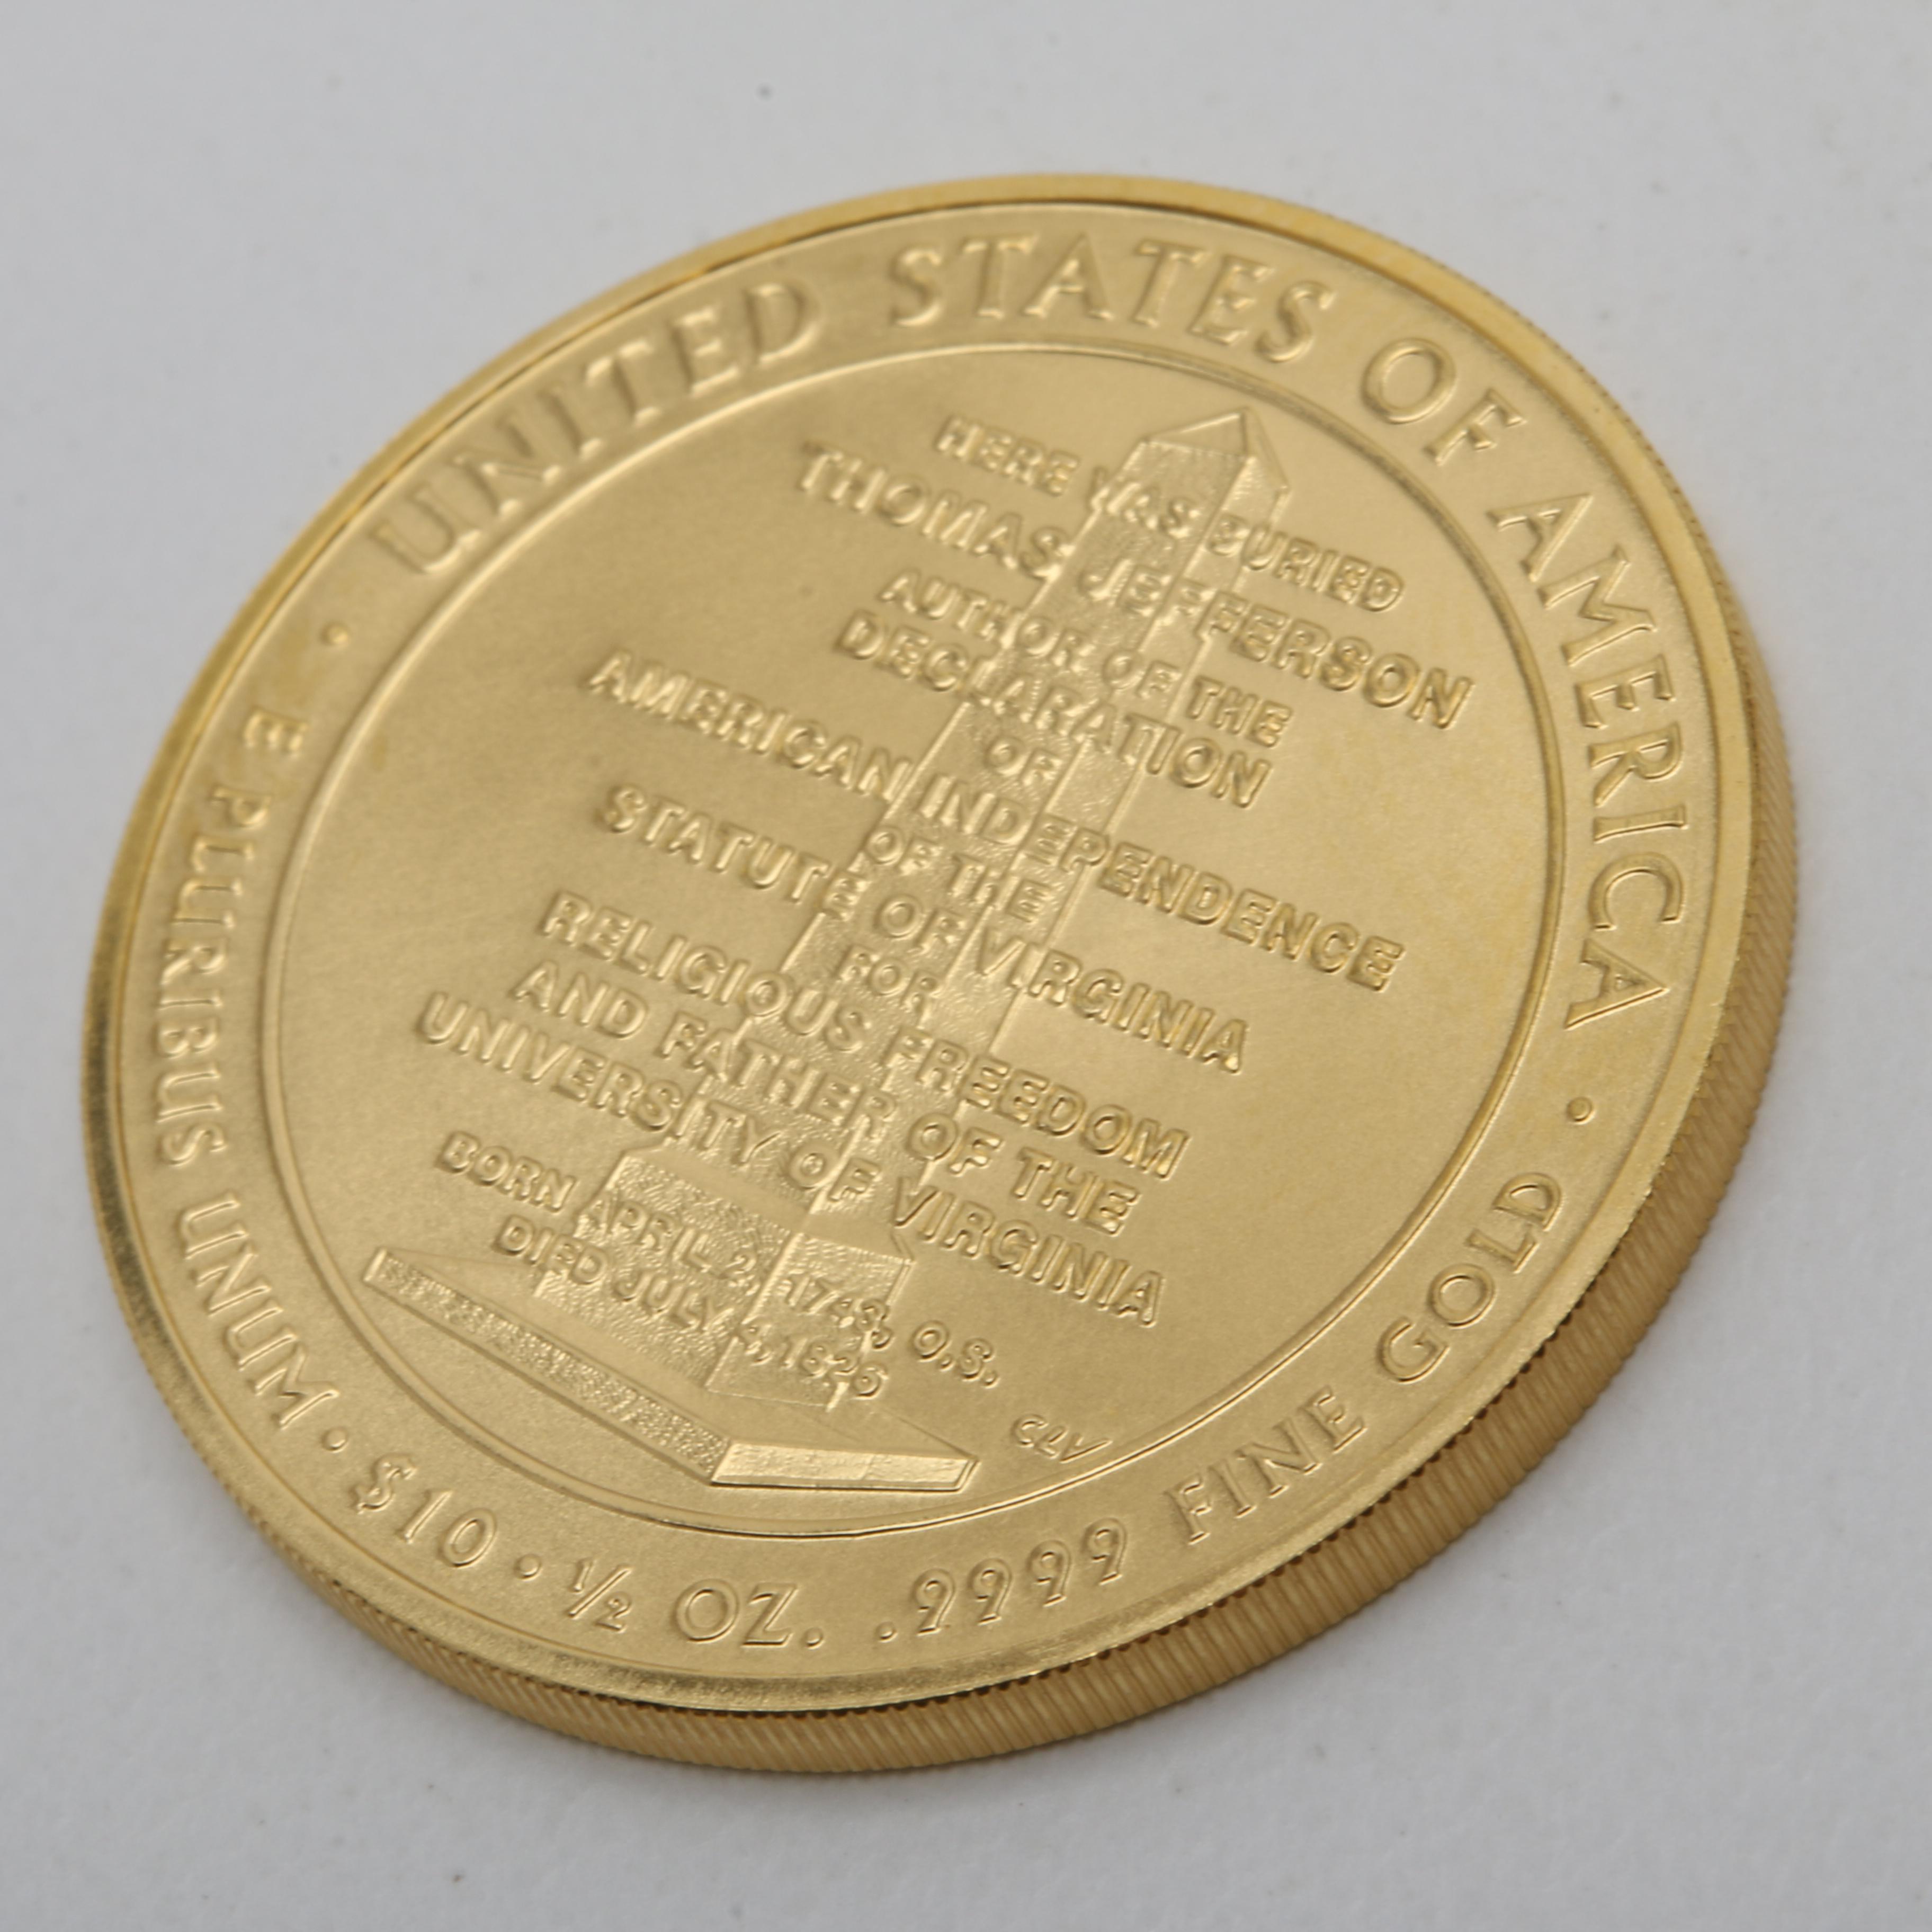 · UNITED STATES OF AMERICA ·
HERE WAS BURIED
THOMAS JEFFERSON
AUTHOR OF THE
DECLARATION
OF
AMERICAN INDEPENDENCE
OF THE
STATUTE OF VIRGINIA
FOR
RELIGIOUS FREEDOM
AND FATHER OF THE
UNIVERSITY OF VIRGINIA
BORN APRIL 2, 1743, O.S.
DIED JULY 4, 1826
E PLURIBUS UNUM · $10 · ½ OZ. .9999 FINE GOLD